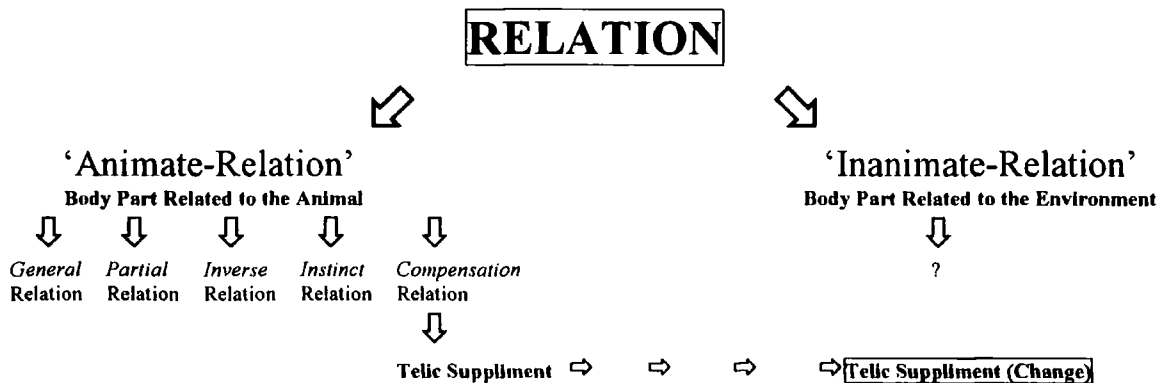 RELATION
‘Animate-Relation’
Body Part Related to the Animal
‘Inanimate-Relation’
Body Part Related to the Environment
General Relation
Partial Relation
Inverse Relation
Instinct Relation
Compensation Relation
?
Telic Suppliment
Telic Suppliment (Change)